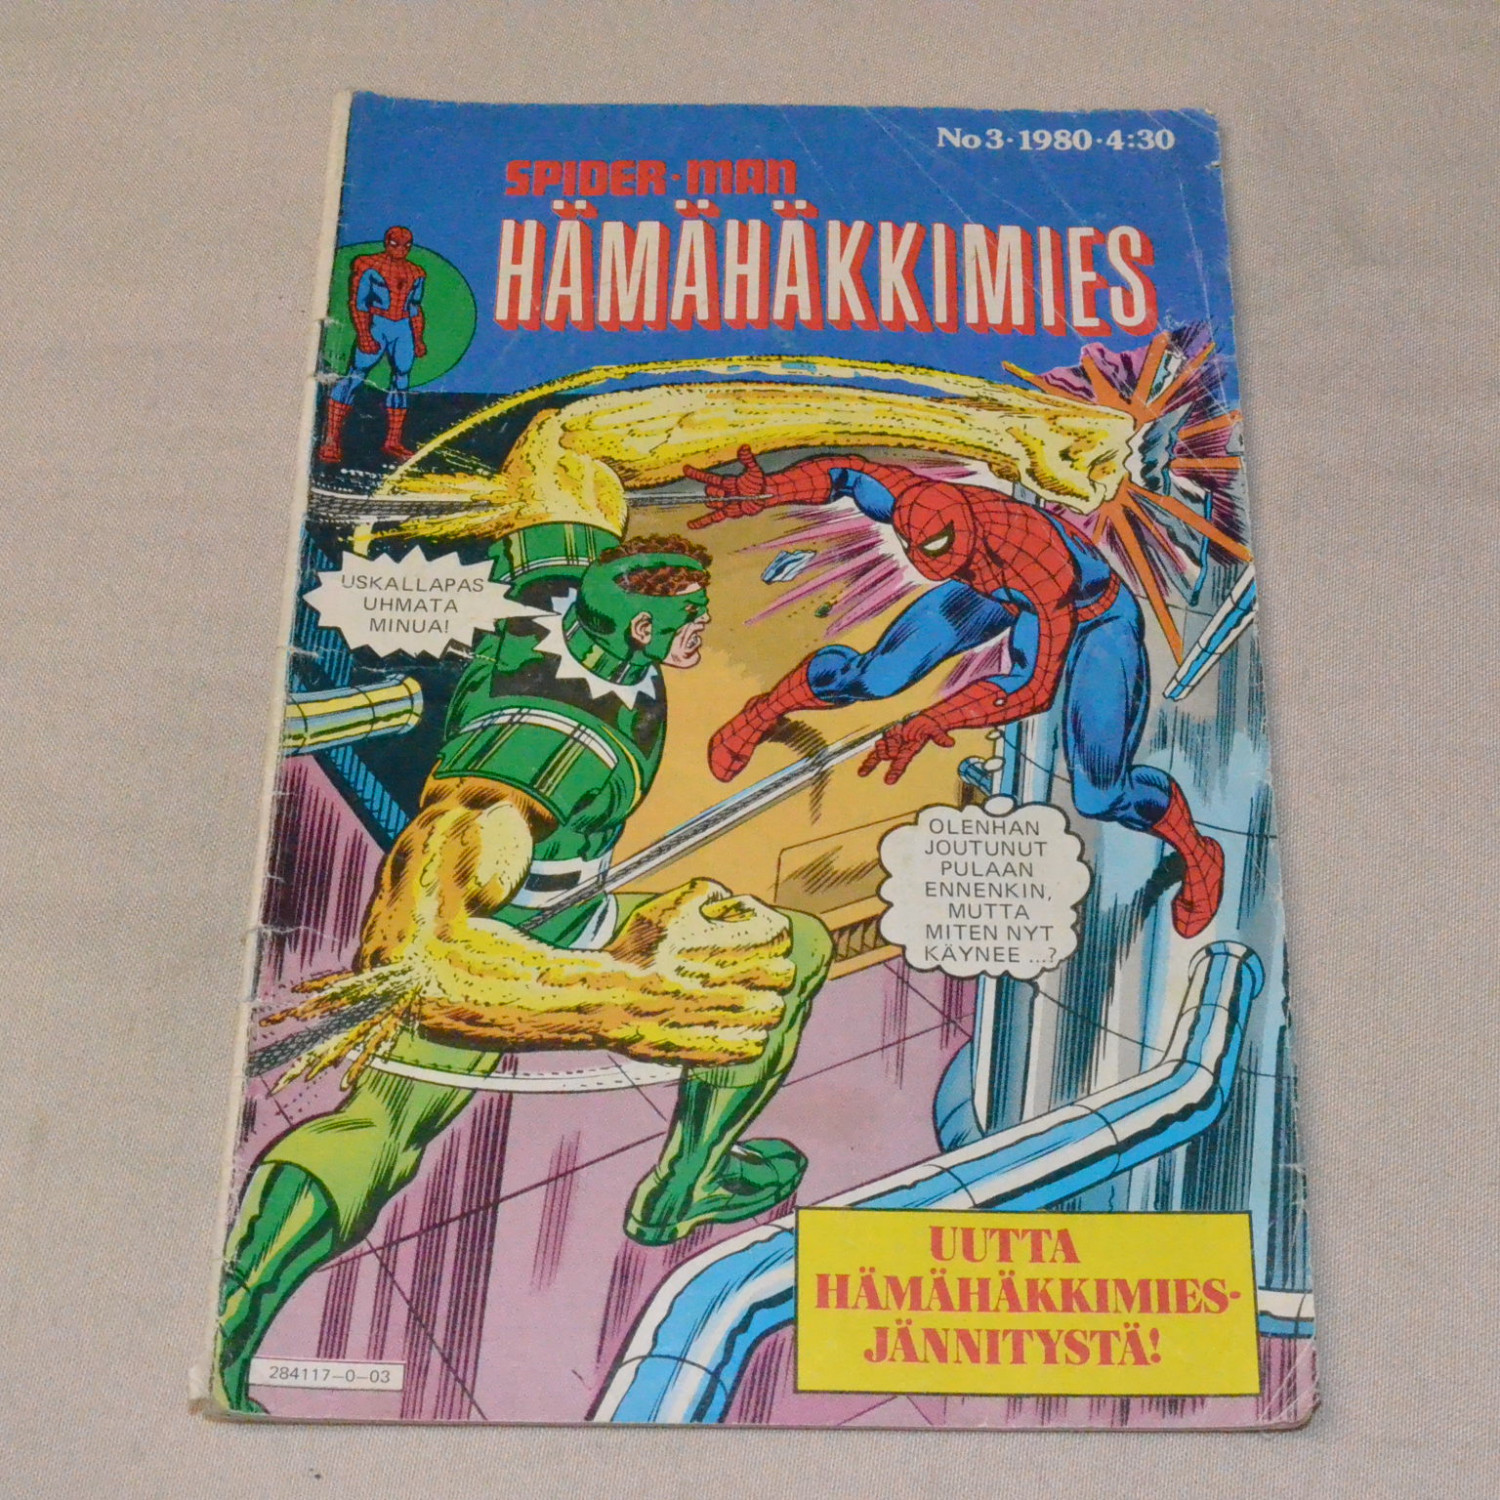 No 3 · 1980 · 4:30
SPIDER-MAN
HÄMÄHÄKKIMIES
USKALLAPAS
UHMATA
MINUA!
OLENHAN
JOUTUNUT
PULAAN
ENNENKIN,
MUTTA
MITEN NYT
KÄYNEE ...?
UUTTA
HÄMÄHÄKKIMIES-
JÄNNITYSTÄ!
284117-0-03